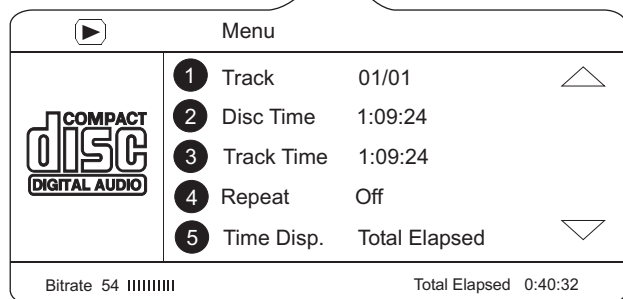 Menu
1 Track 01/01
2 Disc Time 1:09:24
3 Track Time 1:09:24
4 Repeat Off
5 Time Disp. Total Elapsed
COMPACT
disc
DIGITAL AUDIO
Bitrate 54 Total Elapsed 0:40:32